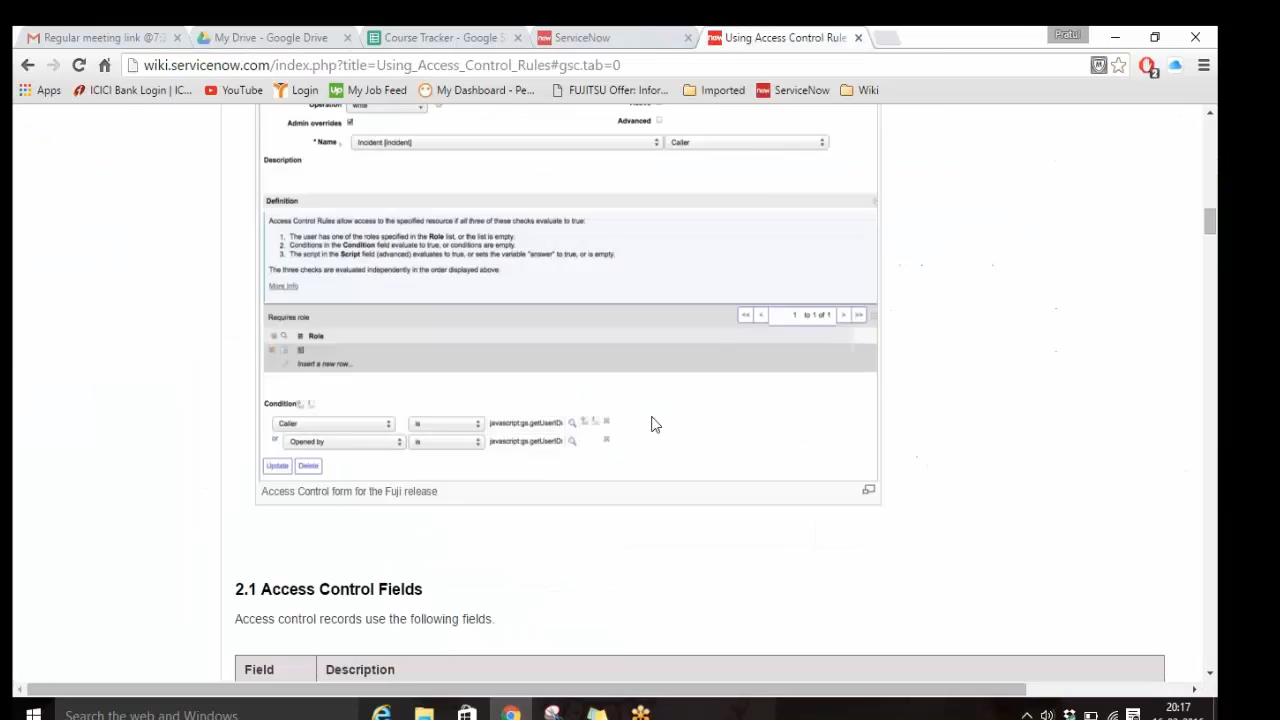 Regular meeting link @7:
My Drive - Google Drive
Course Tracker - Google S
ServiceNow
Using Access Control Rule
Pratul
wiki.servicenow.com/index.php?title=Using_Access_Control_Rules#gsc.tab=0
2
Apps
ICICI Bank Login | IC...
YouTube
Login
Up My Job Feed
My Dashboard - Pe...
FUJITSU Offer: Infor...
Imported
now ServiceNow
Wiki
Operation write
Admin overrides
Advanced
* Name Incident [incident] Caller
Description
Definition
Access Control Rules allow access to the specified resource if all three of these checks evaluate to true:
1. The user has one of the roles specified in the Role list, or the list is empty.
2. Conditions in the Condition field evaluate to true, or conditions are empty.
3. The script in the Script field (advanced) evaluates to true, or sets the variable "answer" to true, or is empty.
The three checks are evaluated independently in the order displayed above.
More Info
Requires role
<< < 1 to 1 of 1 > >>
Role
Insert a new row...
Condition
Caller is javascript:gs.getUserID(
or Opened by is javascript:gs.getUserID(
Update Delete
Access Control form for the Fuji release
2.1 Access Control Fields
Access control records use the following fields.
Field Description
Search the web and Windows
20:17